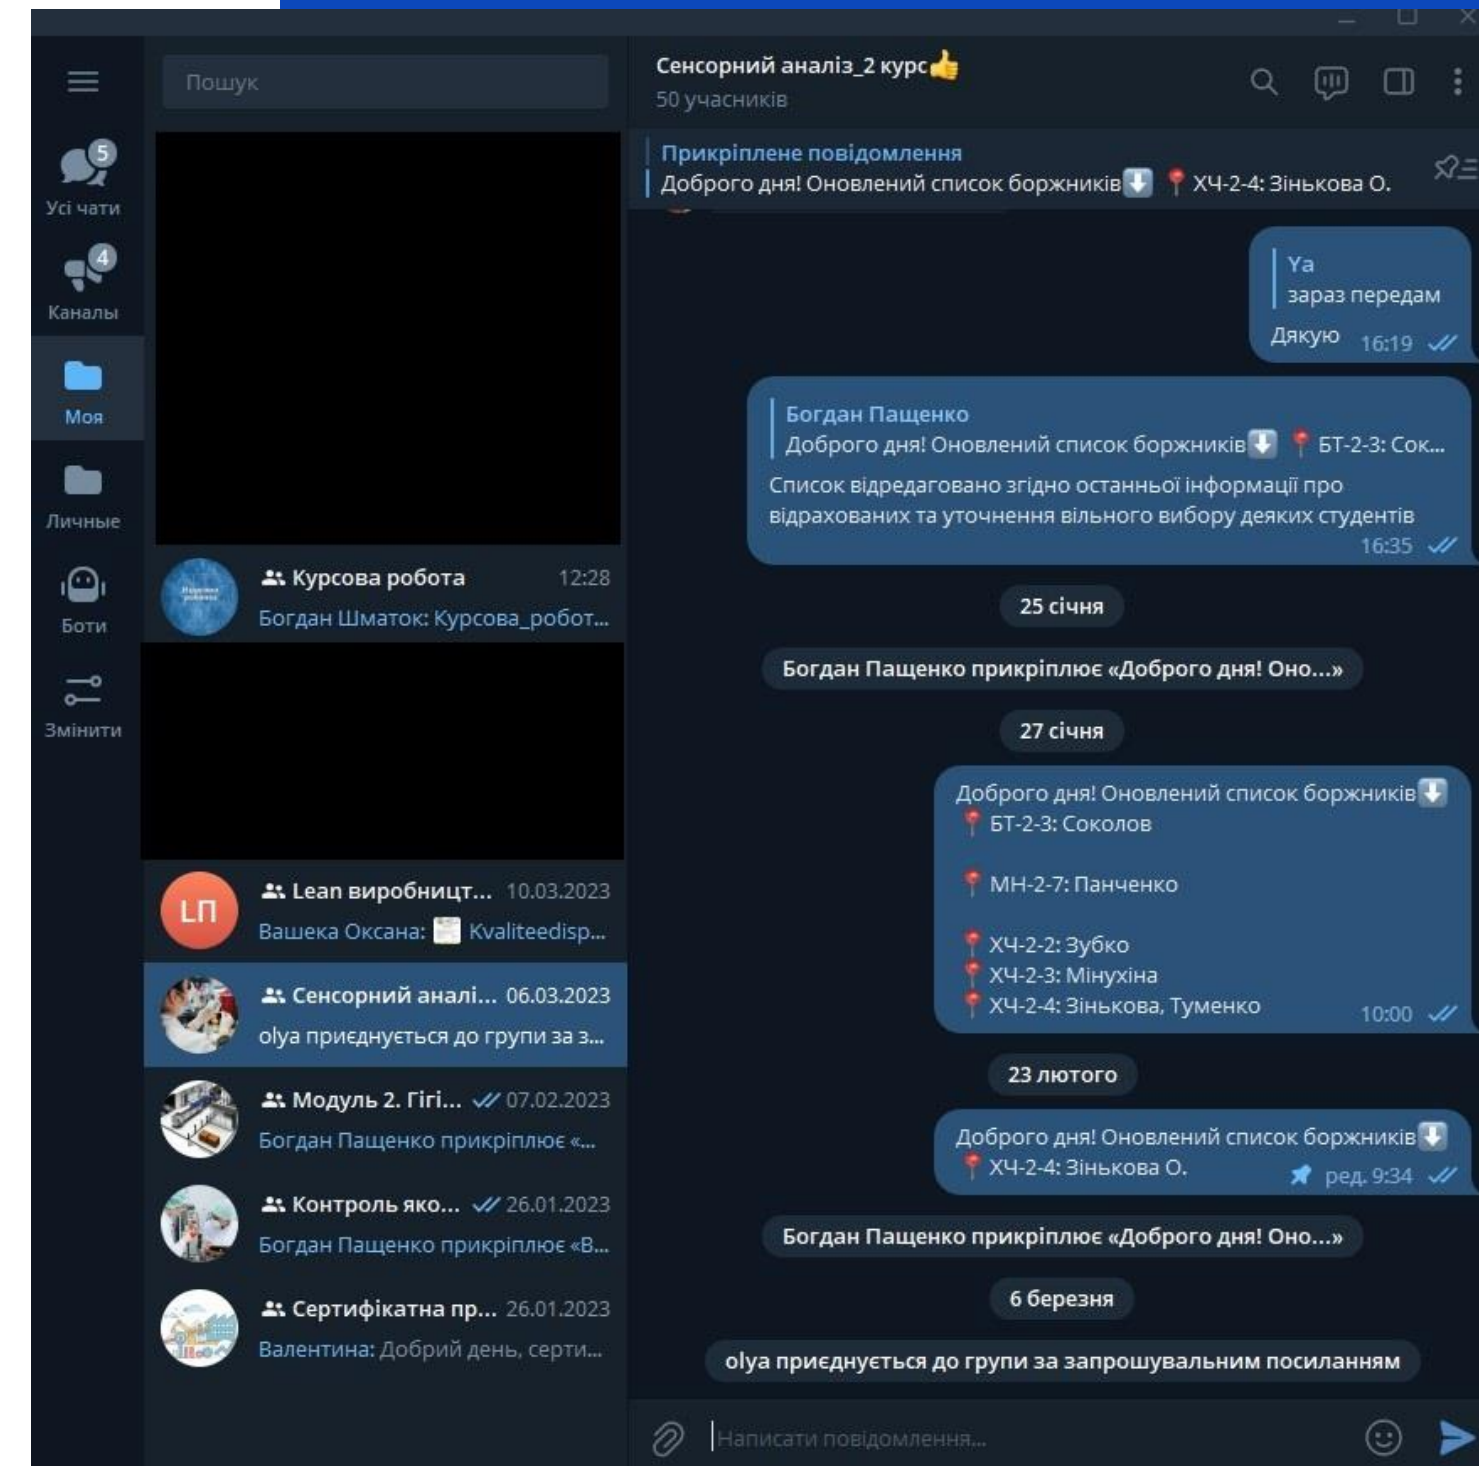 Пошук
5
Усі чати
4
Каналы
Моя
Личные
Боти
Змінити
Курсова робота 12:28
Богдан Шматок: Курсова_робот...
LП
Lean виробницт... 10.03.2023
Вашека Оксана: Kvaliteedisp...
Сенсорний аналі... 06.03.2023
olya приєднується до групи за з...
Модуль 2. Гігі... 07.02.2023
Богдан Пащенко прикріплює «...
Контроль яко... 26.01.2023
Богдан Пащенко прикріплює «В...
Сертифікатна пр... 26.01.2023
Валентина: Добрий день, серти...
Сенсорний аналіз_2 курс👍
50 учасників
Прикріплене повідомлення
Доброго дня! Оновлений список боржників⬇️ 📍 ХЧ-2-4: Зінькова О.
Ya
зараз передам
Дякую 16:19
Богдан Пащенко
Доброго дня! Оновлений список боржників⬇️ 📍 БТ-2-3: Сок...
Список відредаговано згідно останньої інформації про
відрахованих та уточнення вільного вибору деяких студентів
16:35
25 січня
Богдан Пащенко прикріплює «Доброго дня! Оно...»
27 січня
Доброго дня! Оновлений список боржників⬇️
📍 БТ-2-3: Соколов
📍 МН-2-7: Панченко
📍 ХЧ-2-2: Зубко
📍 ХЧ-2-3: Мінухіна
📍 ХЧ-2-4: Зінькова, Туменко 10:00
23 лютого
Доброго дня! Оновлений список боржників⬇️
📍 ХЧ-2-4: Зінькова О. ред. 9:34
Богдан Пащенко прикріплює «Доброго дня! Оно...»
6 березня
olya приєднується до групи за запрошувальним посиланням
Написати повідомлення...